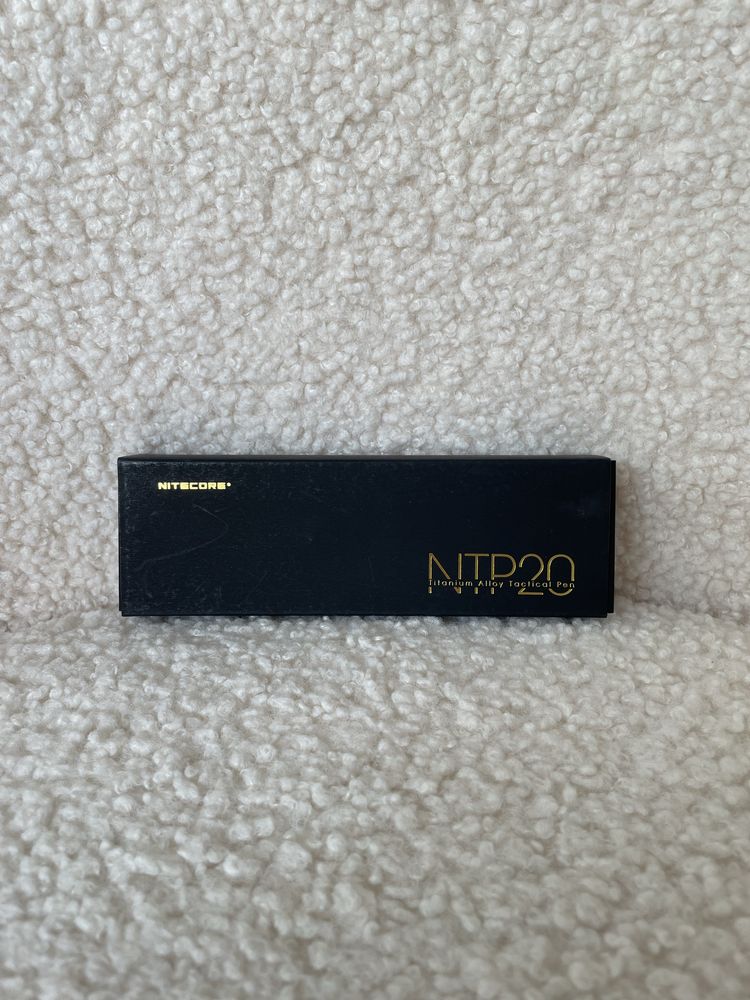 NITECORE®
NTP20
Titanium Alloy Tactical Pen